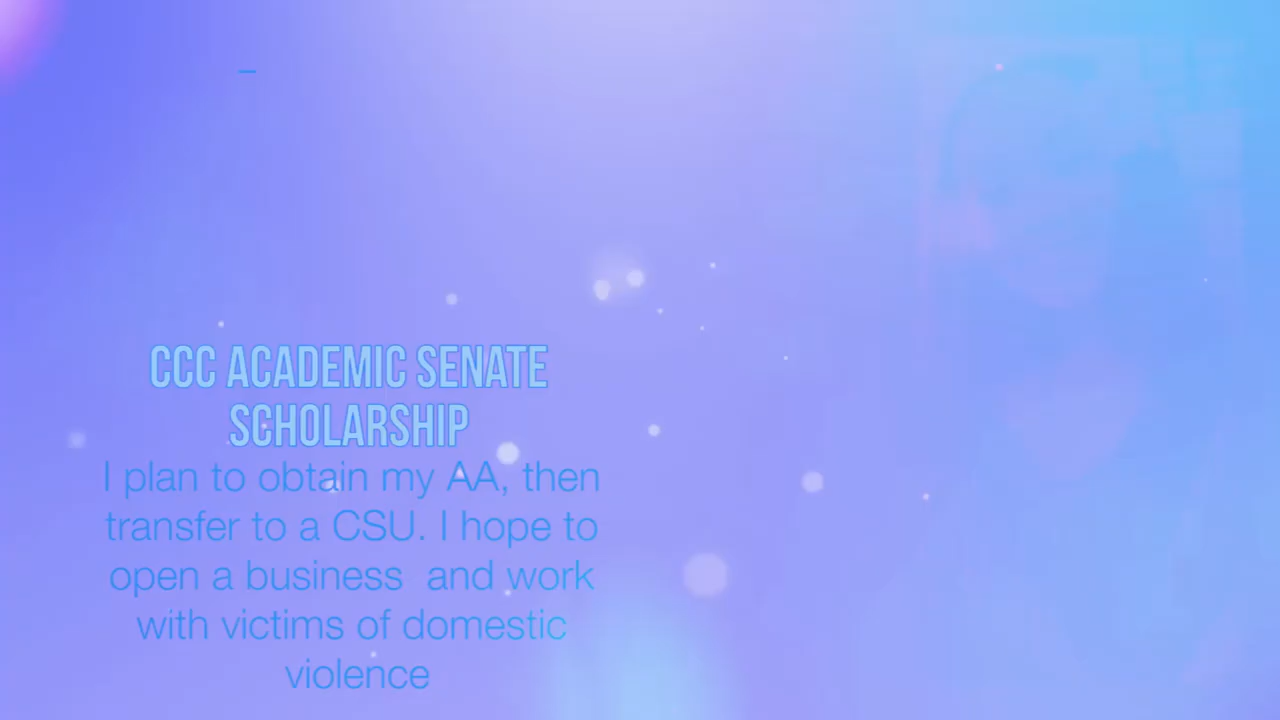 –
CCC ACADEMIC SENATE
SCHOLARSHIP
I plan to obtain my AA, then
transfer to a CSU. I hope to
open a business  and work
with victims of domestic
violence